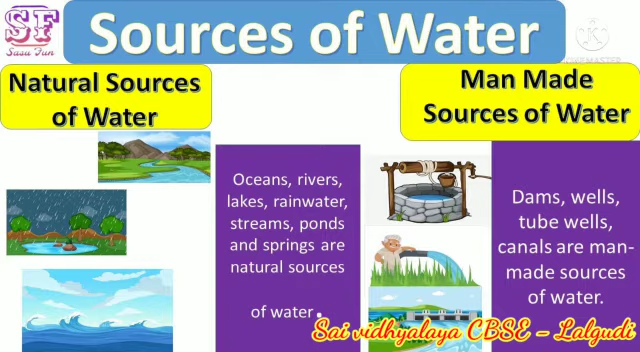 SF
Sasu Fun
Sources of Water
Natural Sources
of Water
Man Made
Sources of Water
Oceans, rivers,
lakes, rainwater,
streams, ponds
and springs are
natural sources
of water.
Dams, wells,
tube wells,
canals are man-
made sources
of water.
Sai vidhyalaya CBSE - Lalgudi